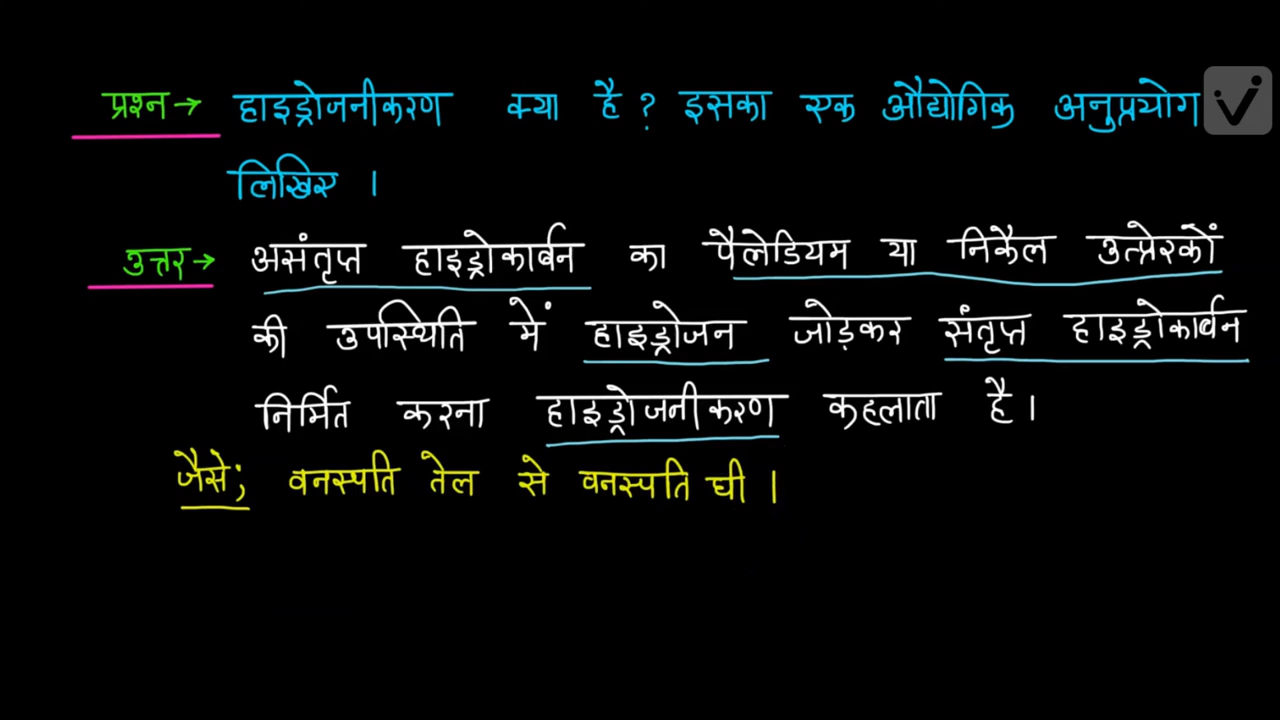 प्रश्न→ हाइड्रोजनीकरण क्या है? इसका एक औद्योगिक अनुप्रयोग
लिखिए ।
उत्तर→ असंतृप्त हाइड्रोकार्बन का पैलेडियम या निकैल उत्प्रेरकों
की उपस्थिति में हाइड्रोजन जोड़कर संतृप्त हाइड्रोकार्बन
निर्मित करना हाइड्रोजनीकरण कहलाता है।
जैसे; वनस्पति तेल से वनस्पति घी ।